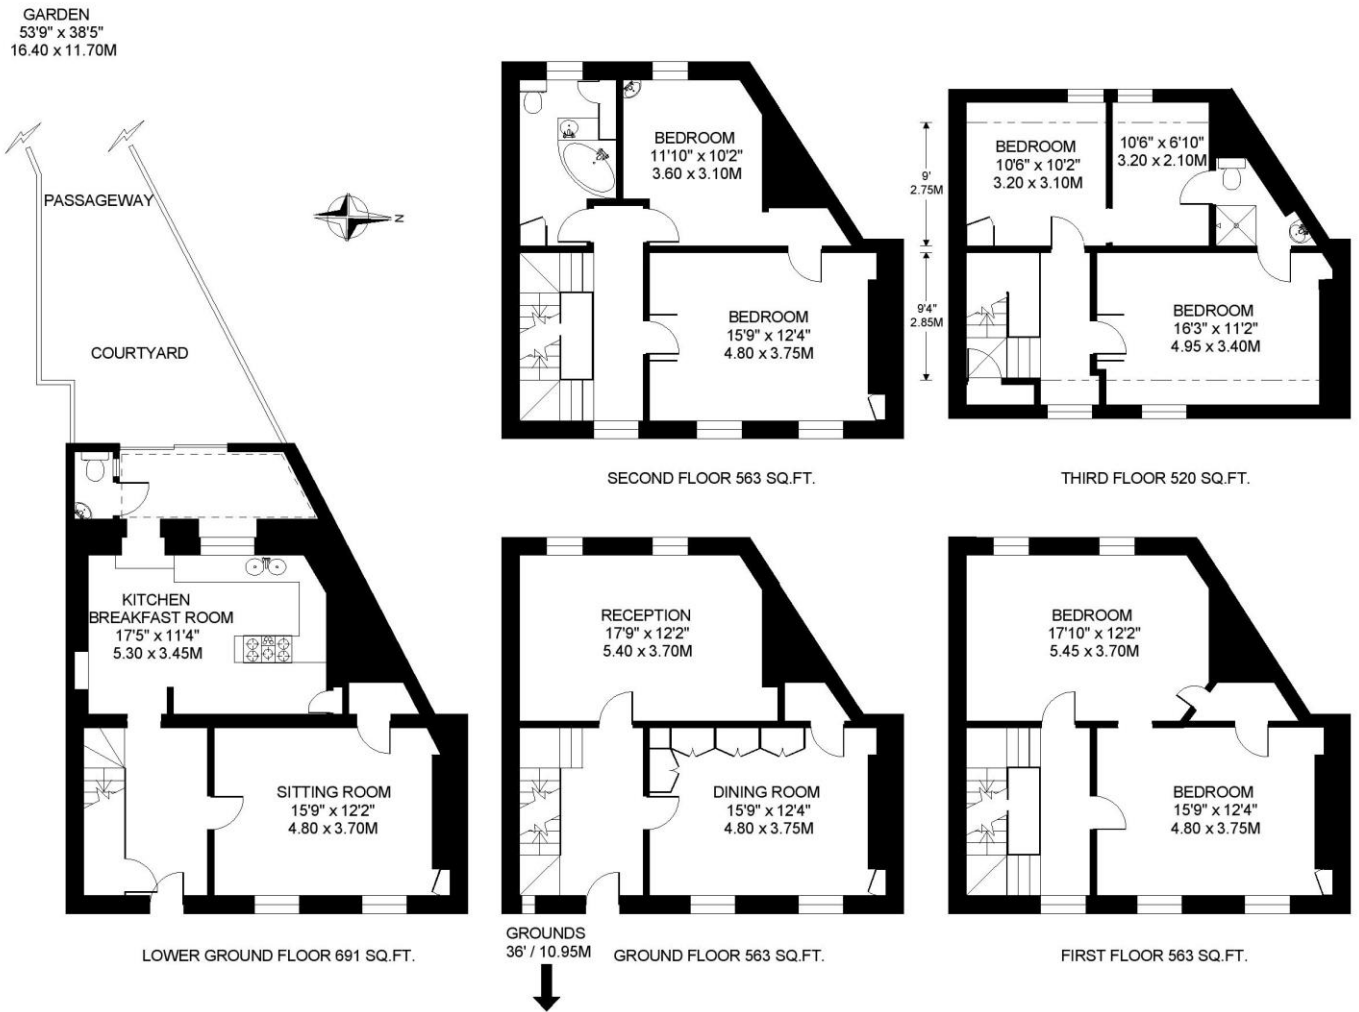 GARDEN
53'9" x 38'5"
16.40 x 11.70M
PASSAGEWAY
N
COURTYARD
KITCHEN
BREAKFAST ROOM
17'5" x 11'4"
5.30 x 3.45M
SITTING ROOM
15'9" x 12'2"
4.80 x 3.70M
LOWER GROUND FLOOR 691 SQ.FT.
BEDROOM
11'10" x 10'2"
3.60 x 3.10M
BEDROOM
15'9" x 12'4"
4.80 x 3.75M
SECOND FLOOR 563 SQ.FT.
9'
2.75M
9'4"
2.85M
BEDROOM
10'6" x 10'2"
3.20 x 3.10M
10'6" x 6'10"
3.20 x 2.10M
BEDROOM
16'3" x 11'2"
4.95 x 3.40M
THIRD FLOOR 520 SQ.FT.
RECEPTION
17'9" x 12'2"
5.40 x 3.70M
DINING ROOM
15'9" x 12'4"
4.80 x 3.75M
GROUNDS
36' / 10.95M
GROUND FLOOR 563 SQ.FT.
BEDROOM
17'10" x 12'2"
5.45 x 3.70M
BEDROOM
15'9" x 12'4"
4.80 x 3.75M
FIRST FLOOR 563 SQ.FT.